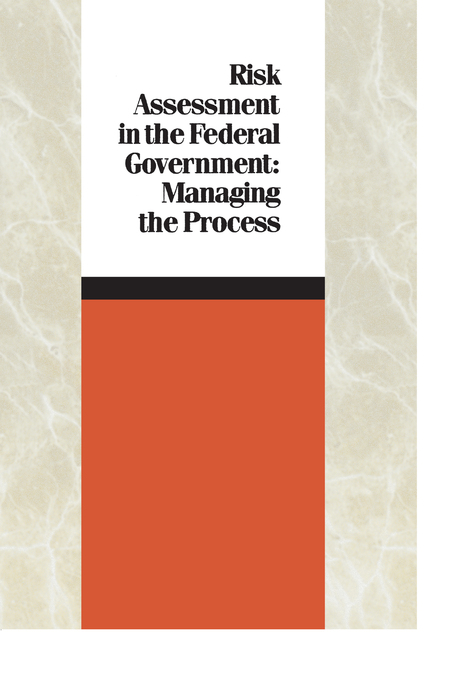 Risk
Assessment
in the Federal
Government:
Managing
the Process